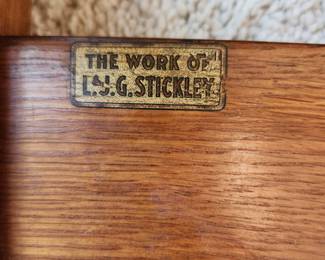 THE WORK OF
L. & J. G. STICKLEY